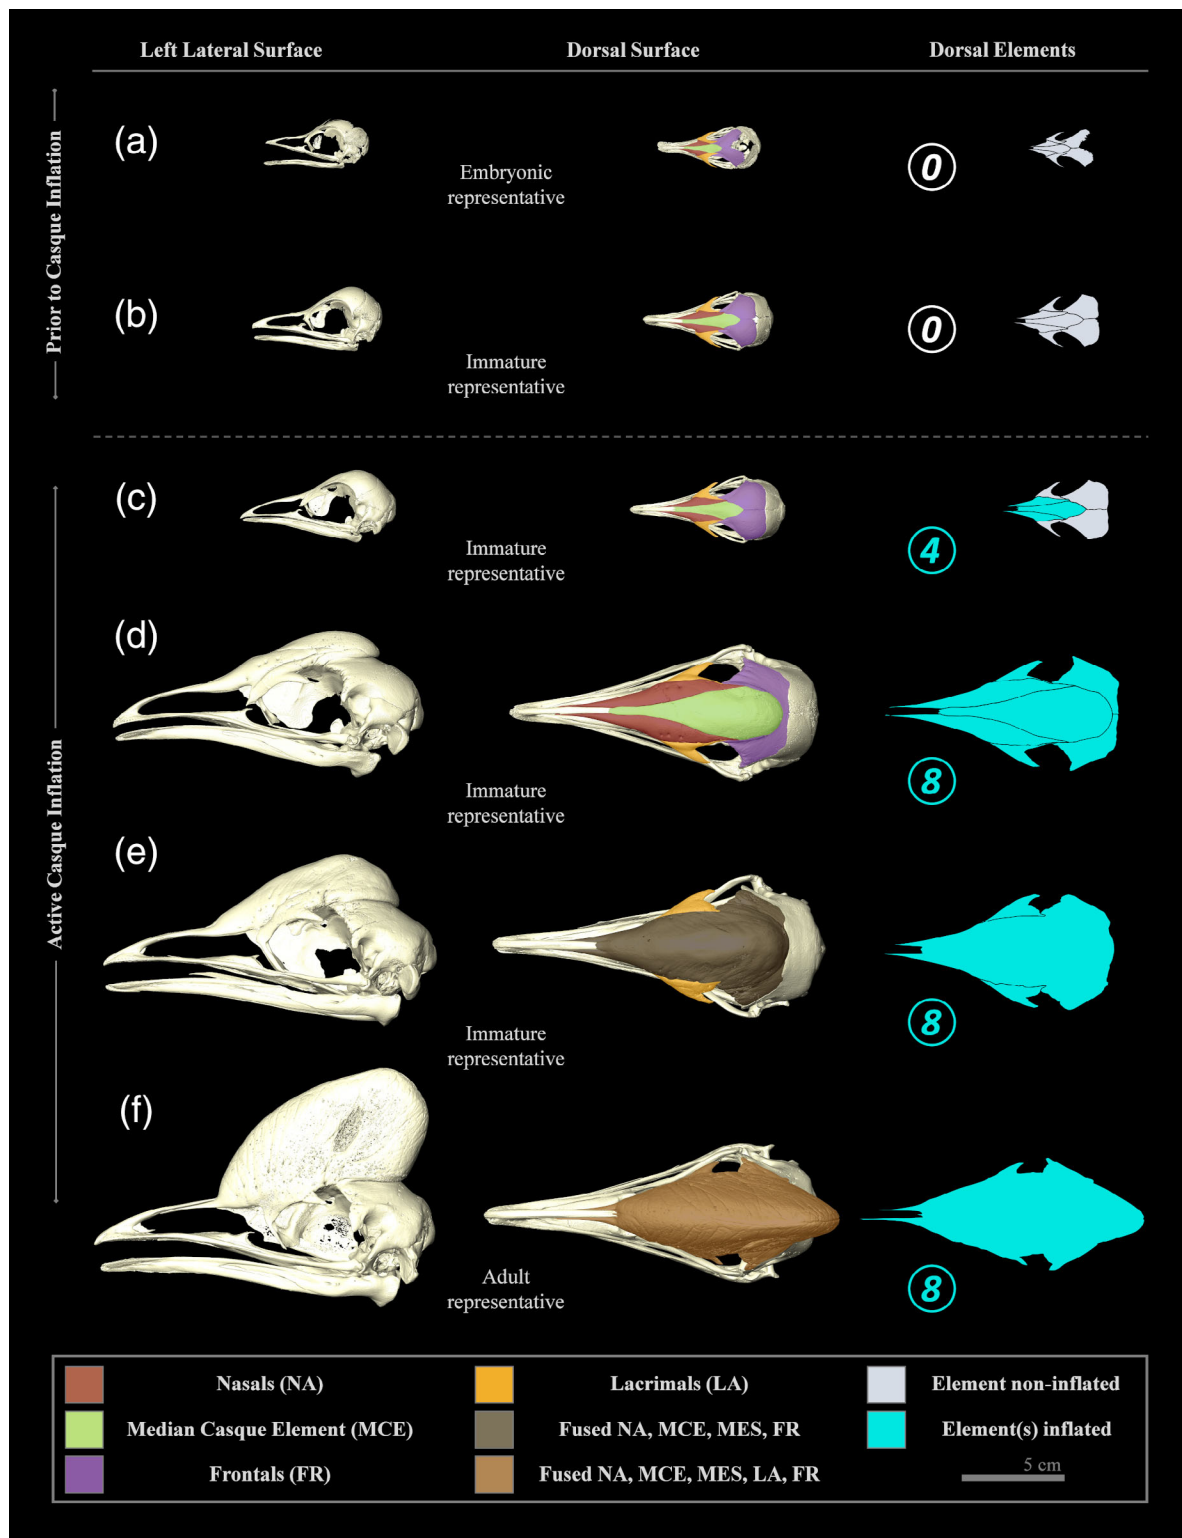 Left Lateral Surface
Dorsal Surface
Dorsal Elements
Prior to Casque Inflation
(a)
Embryonic
representative
0
(b)
Immature
representative
0
Active Casque Inflation
(c)
Immature
representative
4
(d)
Immature
representative
8
(e)
Immature
representative
8
(f)
Adult
representative
8
Nasals (NA)
Lacrimals (LA)
Element non-inflated
Median Casque Element (MCE)
Fused NA, MCE, MES, FR
Element(s) inflated
Frontals (FR)
Fused NA, MCE, MES, LA, FR
5 cm